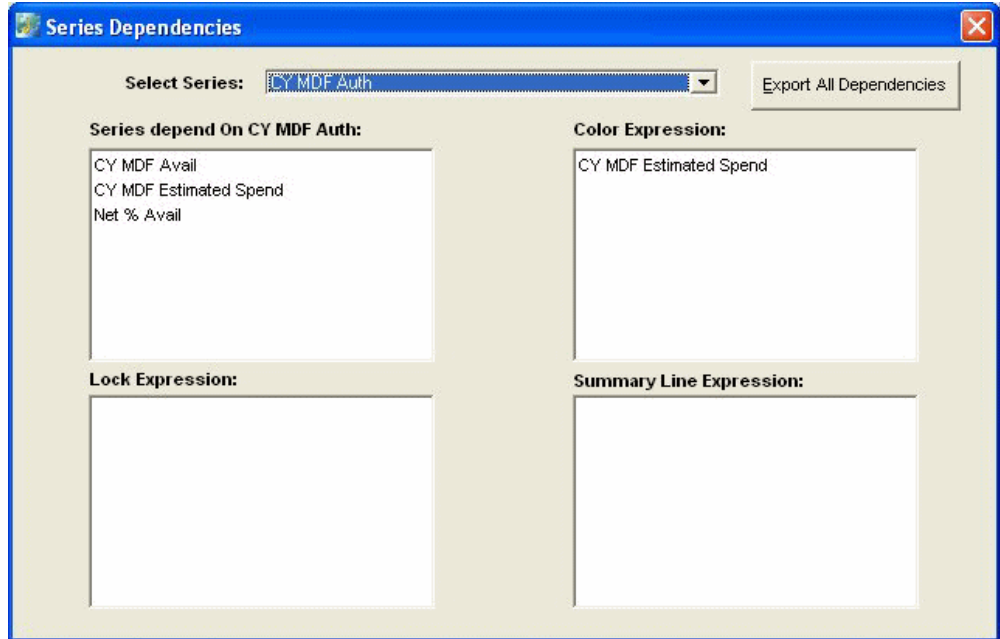 Series Dependencies
Select Series: CY MDF Auth Export All Dependencies
Series depend On CY MDF Auth: Color Expression:
CY MDF Avail CY MDF Estimated Spend
CY MDF Estimated Spend
Net % Avail
Lock Expression: Summary Line Expression: